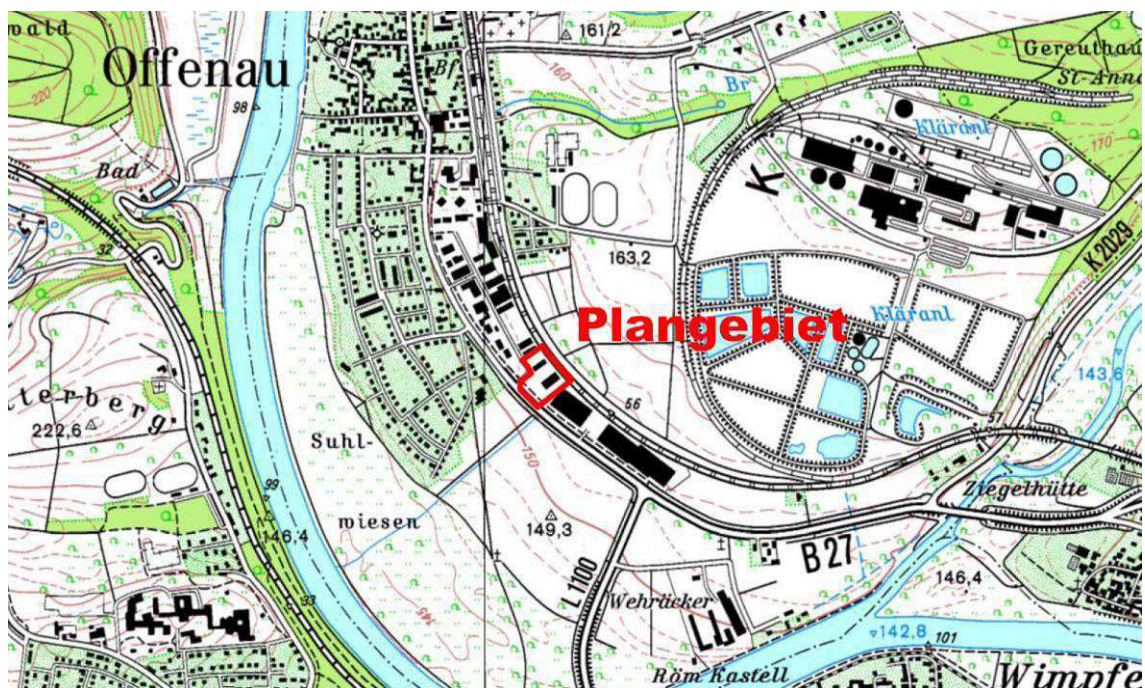 wald
Offenau
161,2
Gereuthau
St-Anna
Bf
160
Br
220
98
Kläranl
170
Bad
K
K 2029
32
163,2
Plangebiet
Kläranl
143,6
56
terberg
222,6
Suhl-
150
57
Ziegelhütte
99
wiesen
149,3
146,4
B 27
146,4
L 1100
145
33
Wehräcker
142,8
101
Röm Kastell
Wimpfe